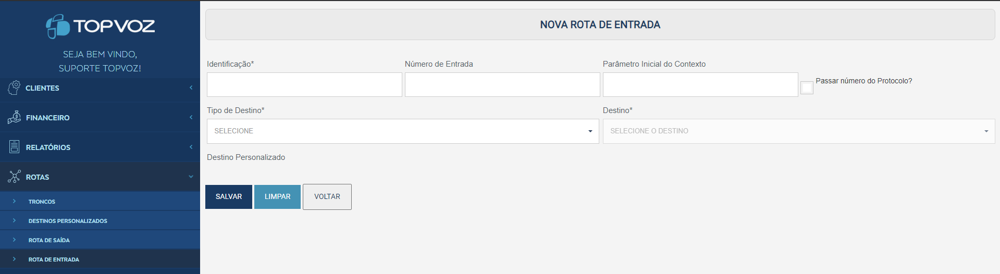 TOPVOZ
SEJA BEM VINDO,
SUPORTE TOPVOZ!
CLIENTES
FINANCEIRO
RELATÓRIOS
ROTAS
TRONCOS
DESTINOS PERSONALIZADOS
ROTA DE SAÍDA
ROTA DE ENTRADA
NOVA ROTA DE ENTRADA
Identificação*
Número de Entrada
Parâmetro Inicial do Contexto
Passar número do Protocolo?
Tipo de Destino*
Destino*
SELECIONE
SELECIONE O DESTINO
Destino Personalizado
SALVAR
LIMPAR
VOLTAR